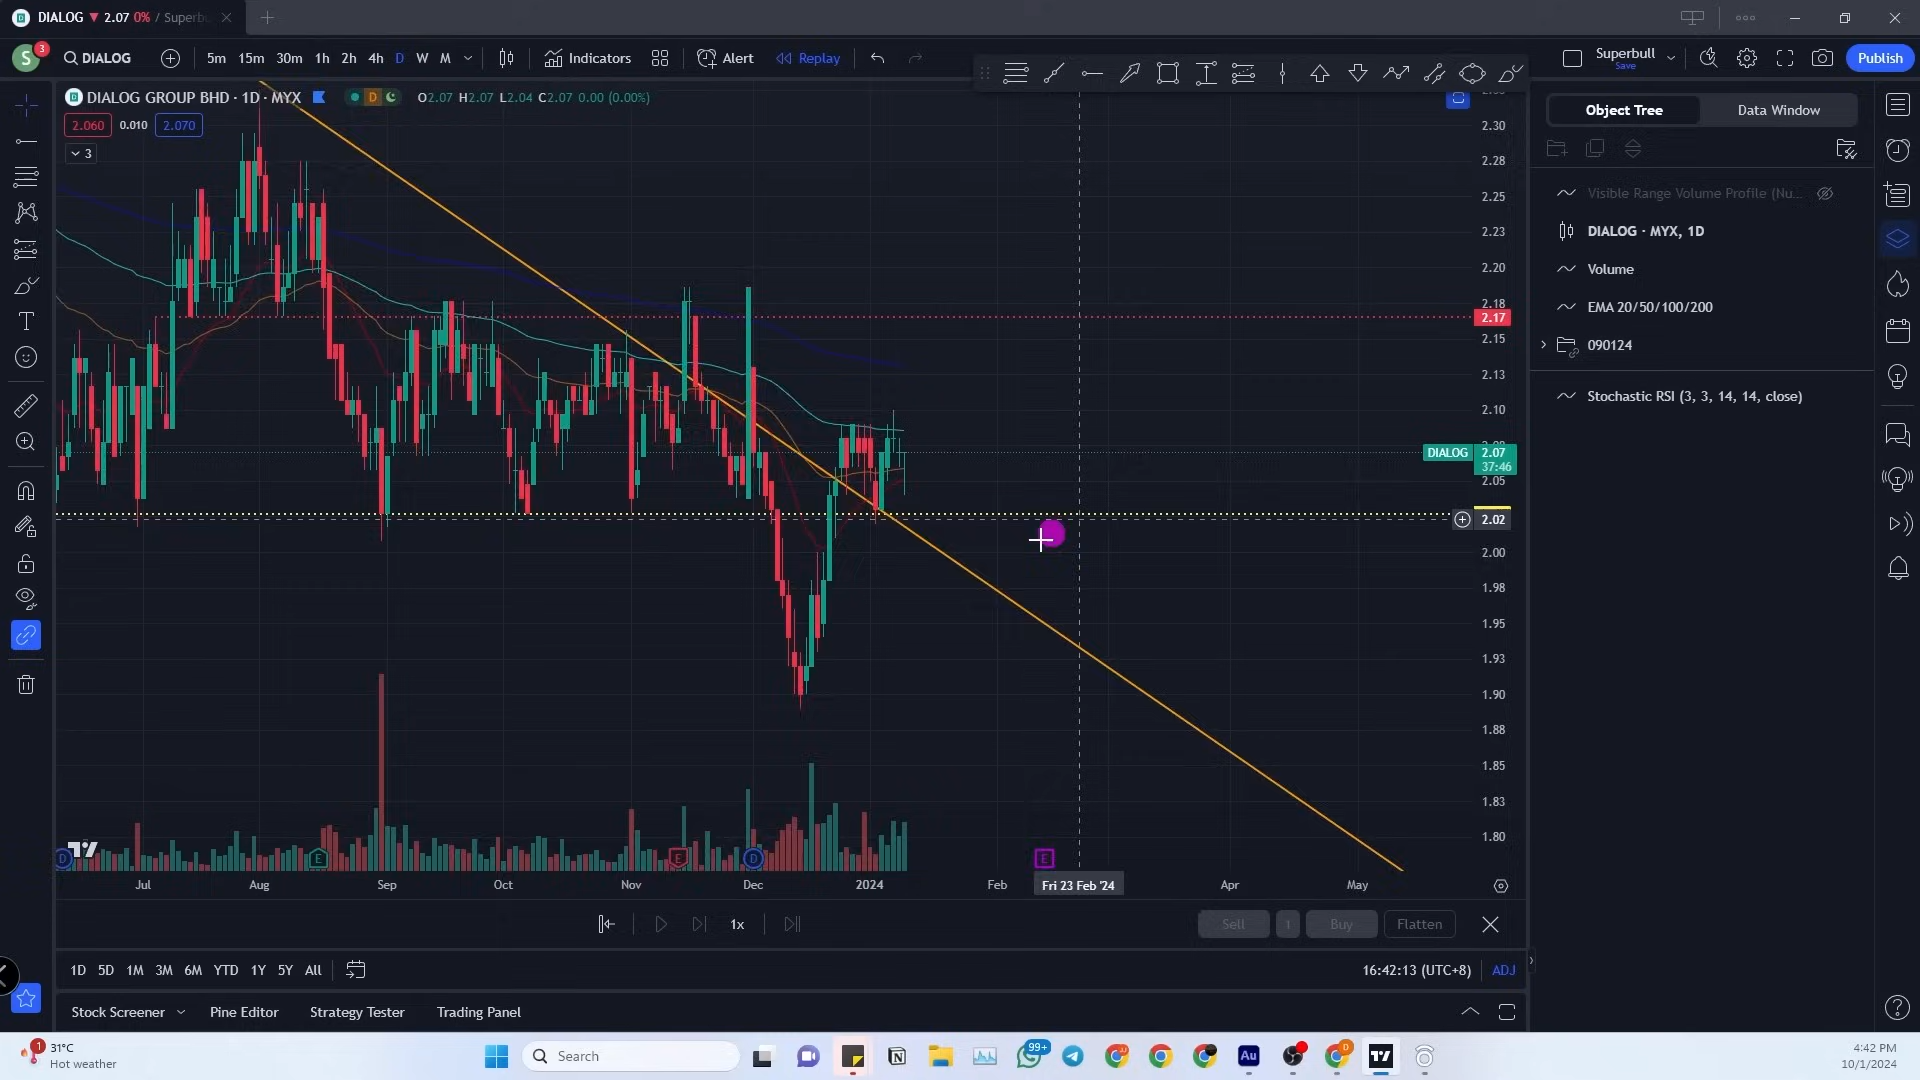 DIALOG ▼ 2.07 0% / Superbu
S 3 DIALOG 5m 15m 30m 1h 2h 4h D W M Indicators Alert Replay Superbull Save Publish
DIALOG GROUP BHD · 1D · MYX D O2.07 H2.07 L2.04 C2.07 0.00 (0.00%)
2.060 0.010 2.070
3
Object Tree Data Window
Visible Range Volume Profile (Nu...
DIALOG · MYX, 1D
Volume
EMA 20/50/100/200
090124
Stochastic RSI (3, 3, 14, 14, close)
2.30
2.28
2.25
2.23
2.20
2.18
2.17
2.15
2.13
2.10
DIALOG 2.07
37:46
2.05
2.02
2.00
1.98
1.95
1.93
1.90
1.88
1.85
1.83
1.80
D E E D E
Jul Aug Sep Oct Nov Dec 2024 Feb Fri 23 Feb '24 Apr May
1x Sell 1 Buy Flatten
1D 5D 1M 3M 6M YTD 1Y 5Y All 16:42:13 (UTC+8) ADJ
Stock Screener Pine Editor Strategy Tester Trading Panel
1 31°C
Hot weather
Search
99+
Au
D
4:42 PM
10/1/2024